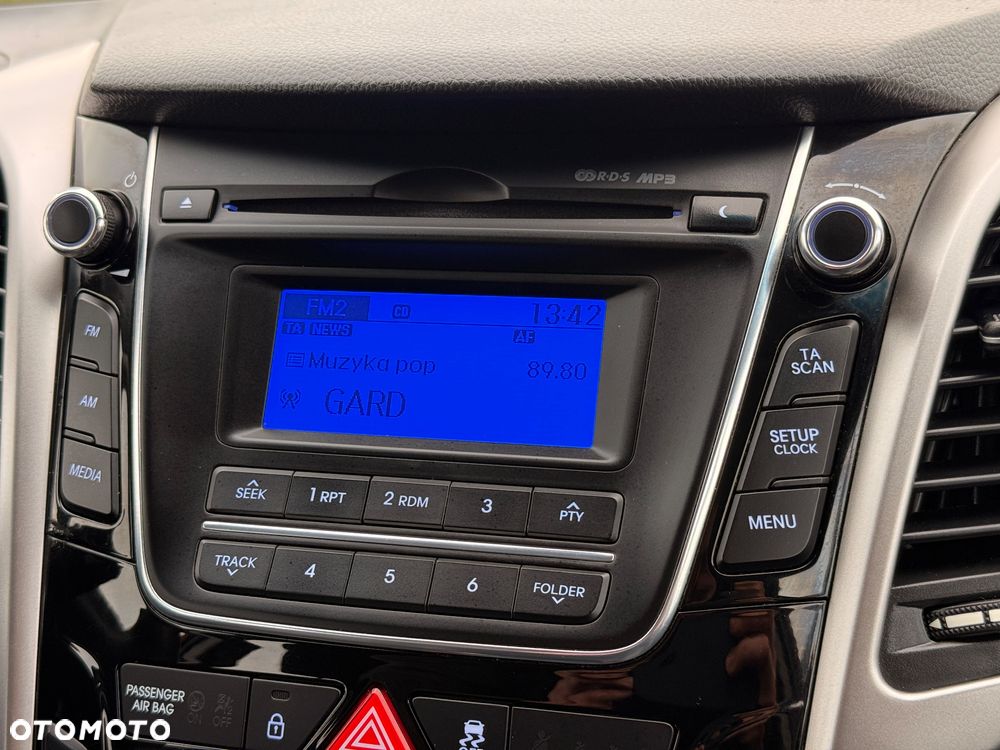 R·D·S MP3
FM2 CD 13:42
TA NEWS AF
Muzyka pop 89.80
GARD
FM
AM
MEDIA
TA
SCAN
SETUP
CLOCK
MENU
SEEK 1 RPT 2 RDM 3 PTY
TRACK 4 5 6 FOLDER
PASSENGER
AIR BAG
ON OFF
OFF
OTOMOTO